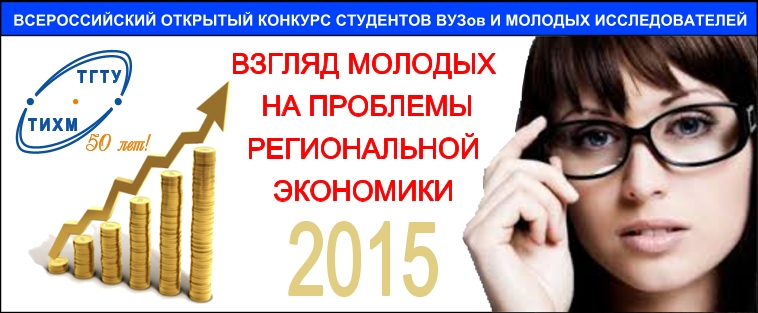 ВСЕРОССИЙСКИЙ ОТКРЫТЫЙ КОНКУРС СТУДЕНТОВ ВУЗов И МОЛОДЫХ ИССЛЕДОВАТЕЛЕЙ
ТГТУ
ТИХМ
50 лет!
ВЗГЛЯД МОЛОДЫХ
НА ПРОБЛЕМЫ
РЕГИОНАЛЬНОЙ
ЭКОНОМИКИ
2015